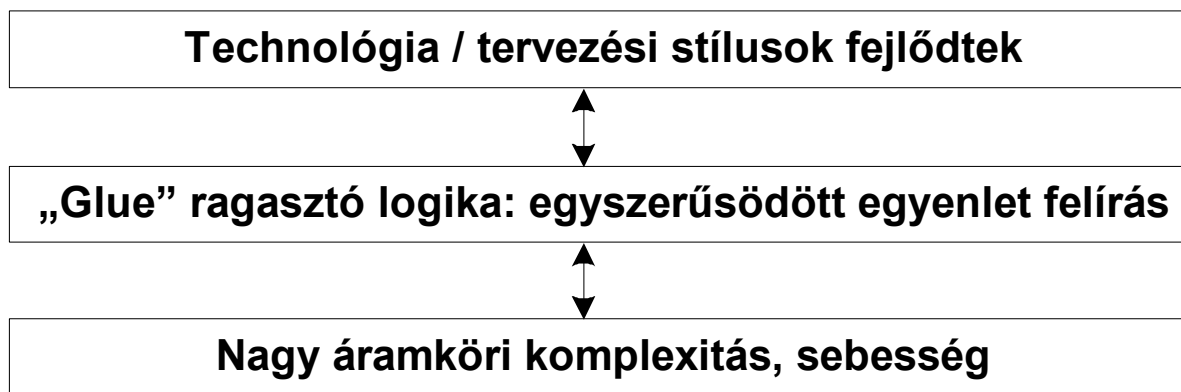 Technológia / tervezési stílusok fejlődtek
„Glue” ragasztó logika: egyszerűsödött egyenlet felírás
Nagy áramköri komplexitás, sebesség